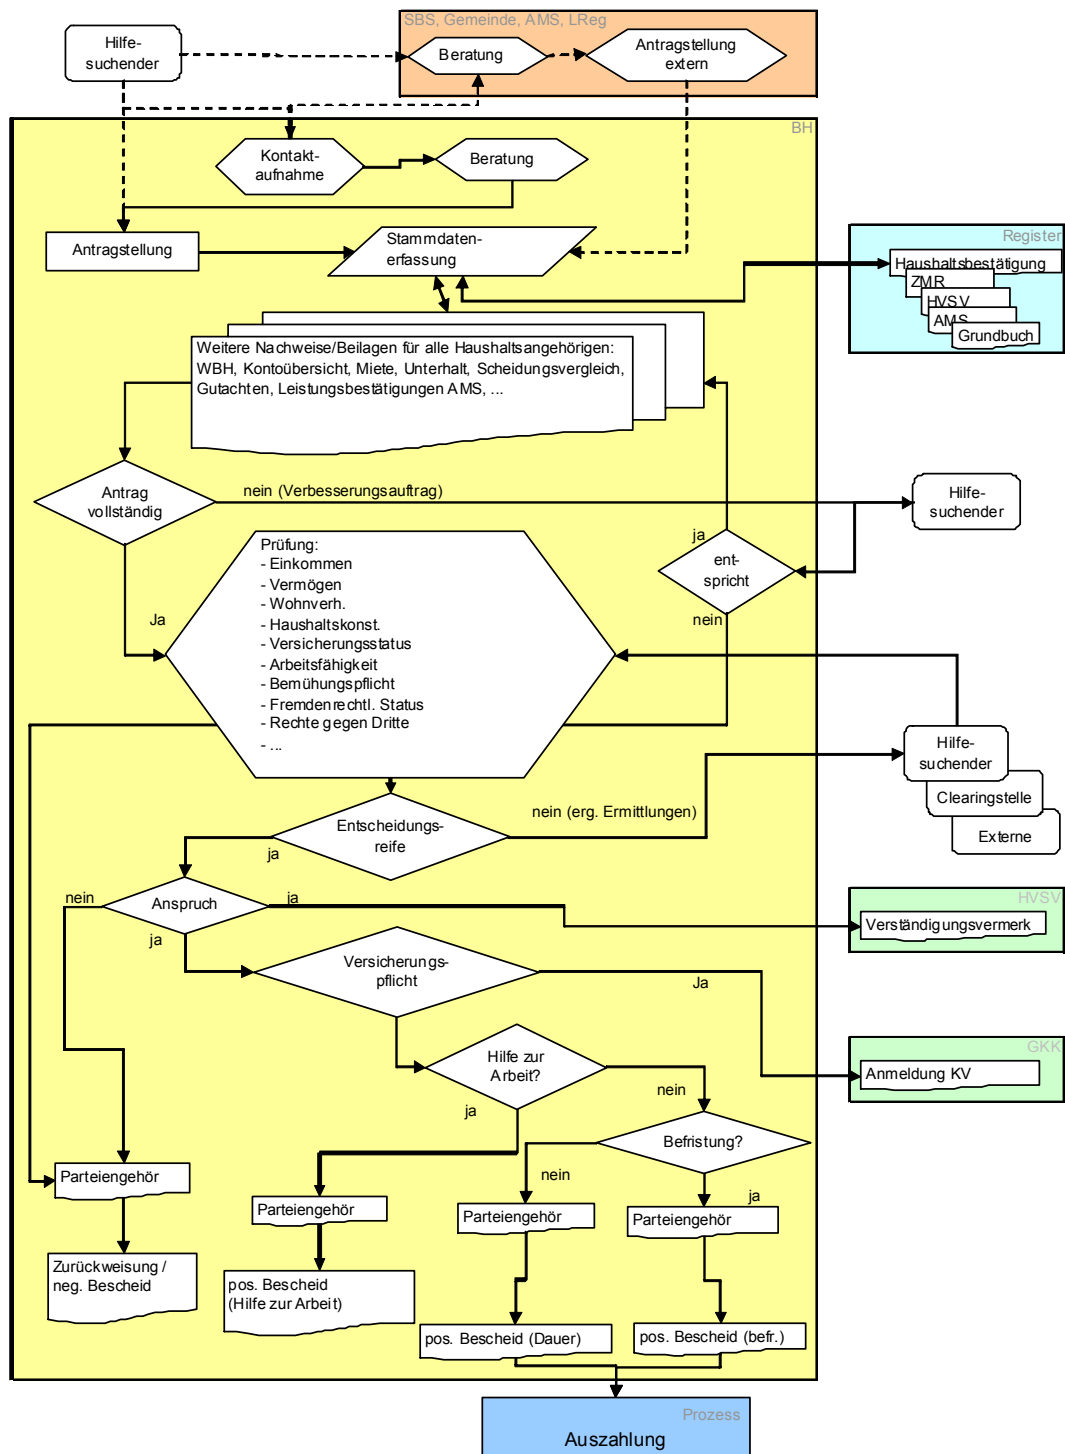 SBS, Gemeinde, AMS, LReg
Hilfe-
suchender
Beratung
Antragstellung
extern
BH
Kontakt-
aufnahme
Beratung
Antragstellung
Stammdaten-
erfassung
Register
Haushaltsbestätigung
ZMR
HVSV
AMS
Grundbuch
Weitere Nachweise/Beilagen für alle Haushaltsangehörigen:
WBH, Kontoübersicht, Miete, Unterhalt, Scheidungsvergleich,
Gutachten, Leistungsbestätigungen AMS, ...
Antrag
vollständig
nein (Verbesserungsauftrag)
Hilfe-
suchender
ja
ent-
spricht
nein
Ja
Prüfung:
- Einkommen
- Vermögen
- Wohnverh.
- Haushaltskonst.
- Versicherungsstatus
- Arbeitsfähigkeit
- Bemühungspflicht
- Fremdenrechtl. Status
- Rechte gegen Dritte
- ...
Hilfe-
suchender
Clearingstelle
Externe
Entscheidungs-
reife
nein (erg. Ermittlungen)
ja
Anspruch
nein
ja
ja
HVSV
Verständigungsvermerk
Versicherungs-
pflicht
Ja
GKK
Anmeldung KV
Hilfe zur
Arbeit?
ja
nein
Befristung?
nein
ja
Parteiengehör
Parteiengehör
Parteiengehör
Parteiengehör
Zurückweisung /
neg. Bescheid
pos. Bescheid
(Hilfe zur Arbeit)
pos. Bescheid (Dauer)
pos. Bescheid (befr.)
Prozess
Auszahlung